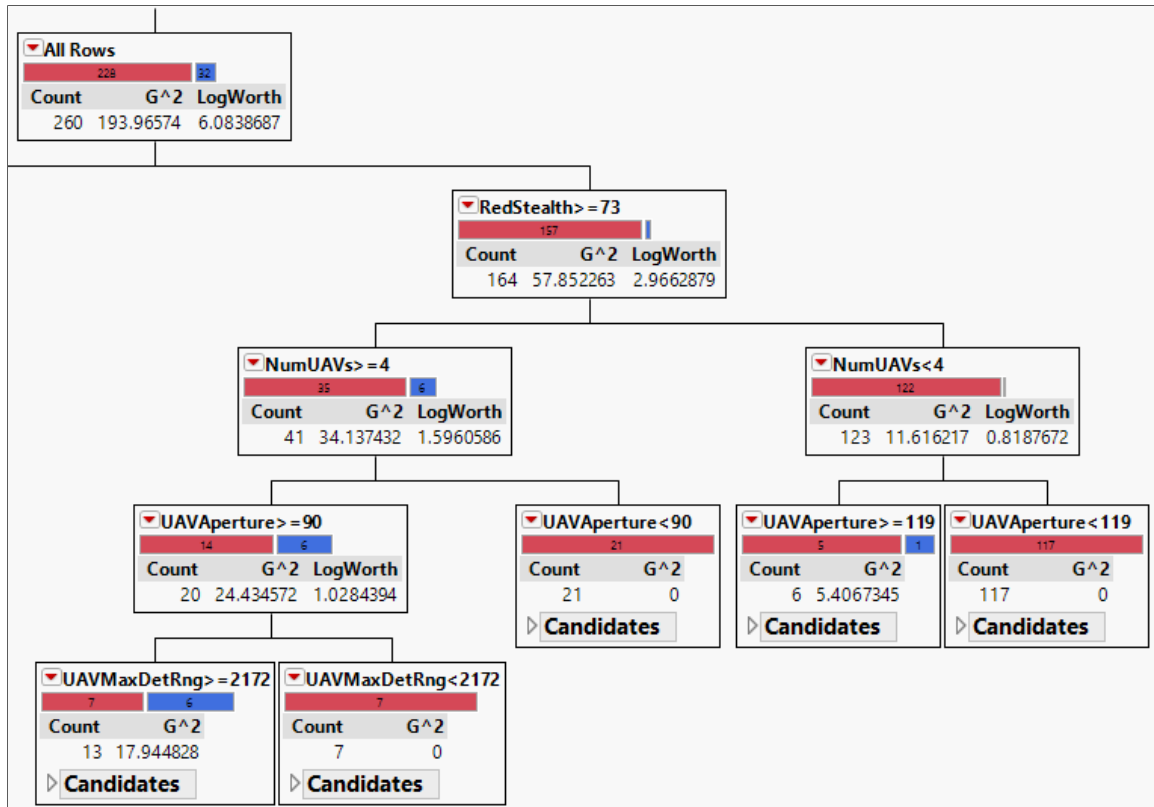 All Rows
228 32
Count G^2 LogWorth
260 193.96574 6.0838687
RedStealth>=73
157
Count G^2 LogWorth
164 57.852263 2.9662879
NumUAVs>=4
35 6
Count G^2 LogWorth
41 34.137432 1.5960586
NumUAVs<4
122
Count G^2 LogWorth
123 11.616217 0.8187672
UAVAperture>=90
14 6
Count G^2 LogWorth
20 24.434572 1.0284394
UAVAperture<90
21
Count G^2
21 0
Candidates
UAVAperture>=119
5 1
Count G^2
6 5.4067345
Candidates
UAVAperture<119
117
Count G^2
117 0
Candidates
UAVMaxDetRng>=2172
7 6
Count G^2
13 17.944828
Candidates
UAVMaxDetRng<2172
7
Count G^2
7 0
Candidates